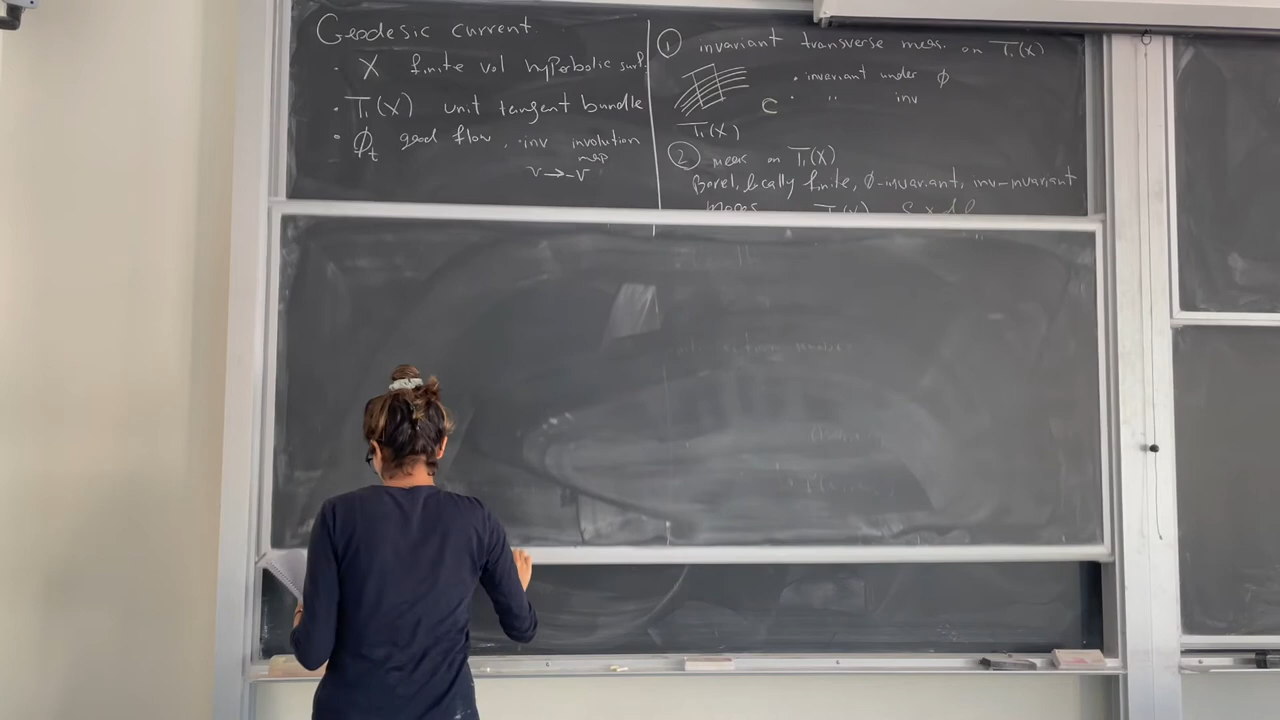 Geodesic current.
· X finite vol hyperbolic surf.
· T₁(X) unit tangent bundle
· ϕₜ geod flow, · inv involution map
v → -v
① invariant transverse meas. on T₁(X)
· invariant under ϕ
· " inv
C
T₁(X)
② meas on T₁(X)
Borel, locally finite, ϕ-invariant, inv-invariant